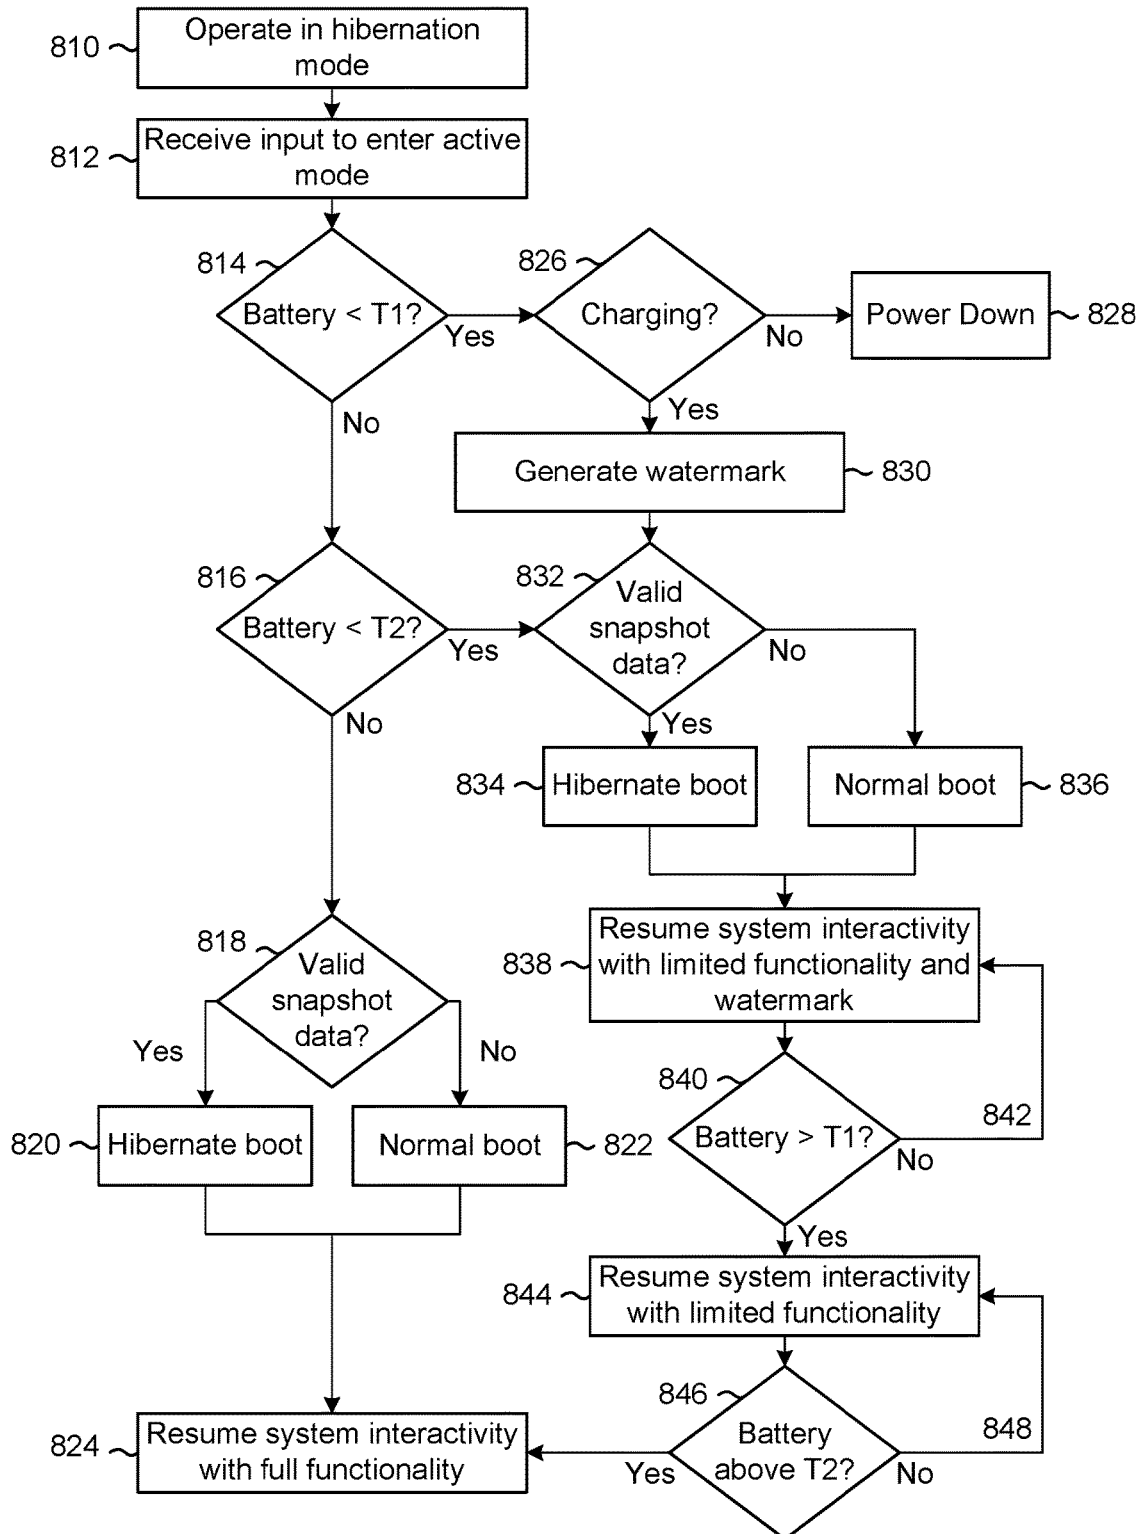 810
Operate in hibernation
mode
812
Receive input to enter active
mode
814
Battery < T1?
Yes
No
826
Charging?
No
Yes
Power Down
828
Generate watermark
830
816
Battery < T2?
Yes
No
832
Valid
snapshot
data?
No
Yes
834
Hibernate boot
Normal boot
836
818
Valid
snapshot
data?
Yes
No
820
Hibernate boot
Normal boot
822
838
Resume system interactivity
with limited functionality and
watermark
840
Battery > T1?
842
No
Yes
844
Resume system interactivity
with limited functionality
846
Battery
above T2?
848
No
Yes
824
Resume system interactivity
with full functionality